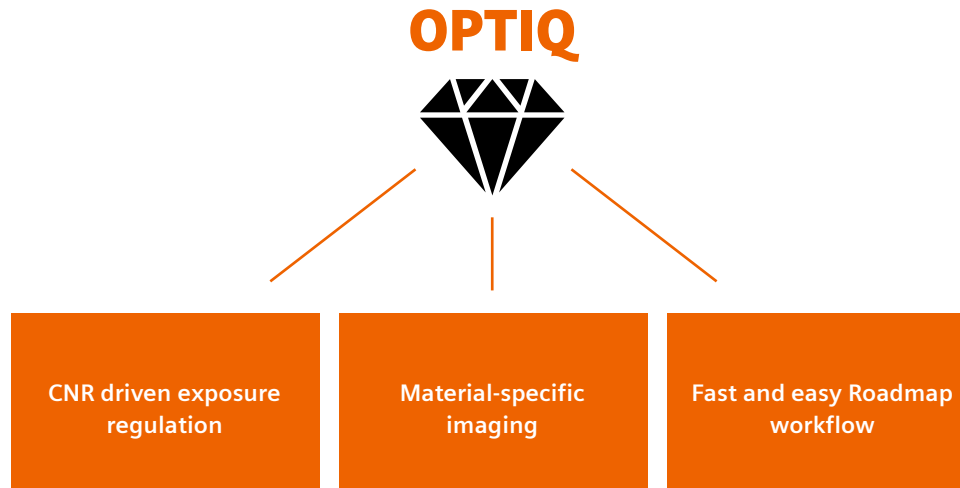 OPTIQ
CNR driven exposure
regulation
Material-specific
imaging
Fast and easy Roadmap
workflow